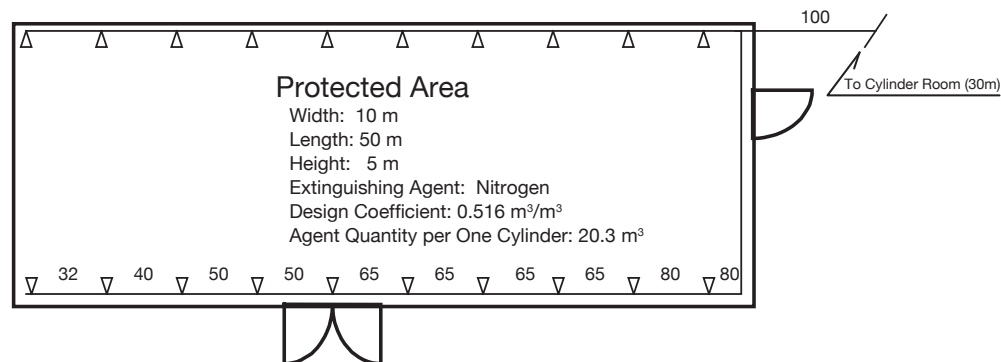 100
To Cylinder Room (30m)
Protected Area
Width: 10 m
Length: 50 m
Height: 5 m
Extinguishing Agent: Nitrogen
Design Coefficient: 0.516 m³/m³
Agent Quantity per One Cylinder: 20.3 m³
32 40 50 50 65 65 65 65 80 80